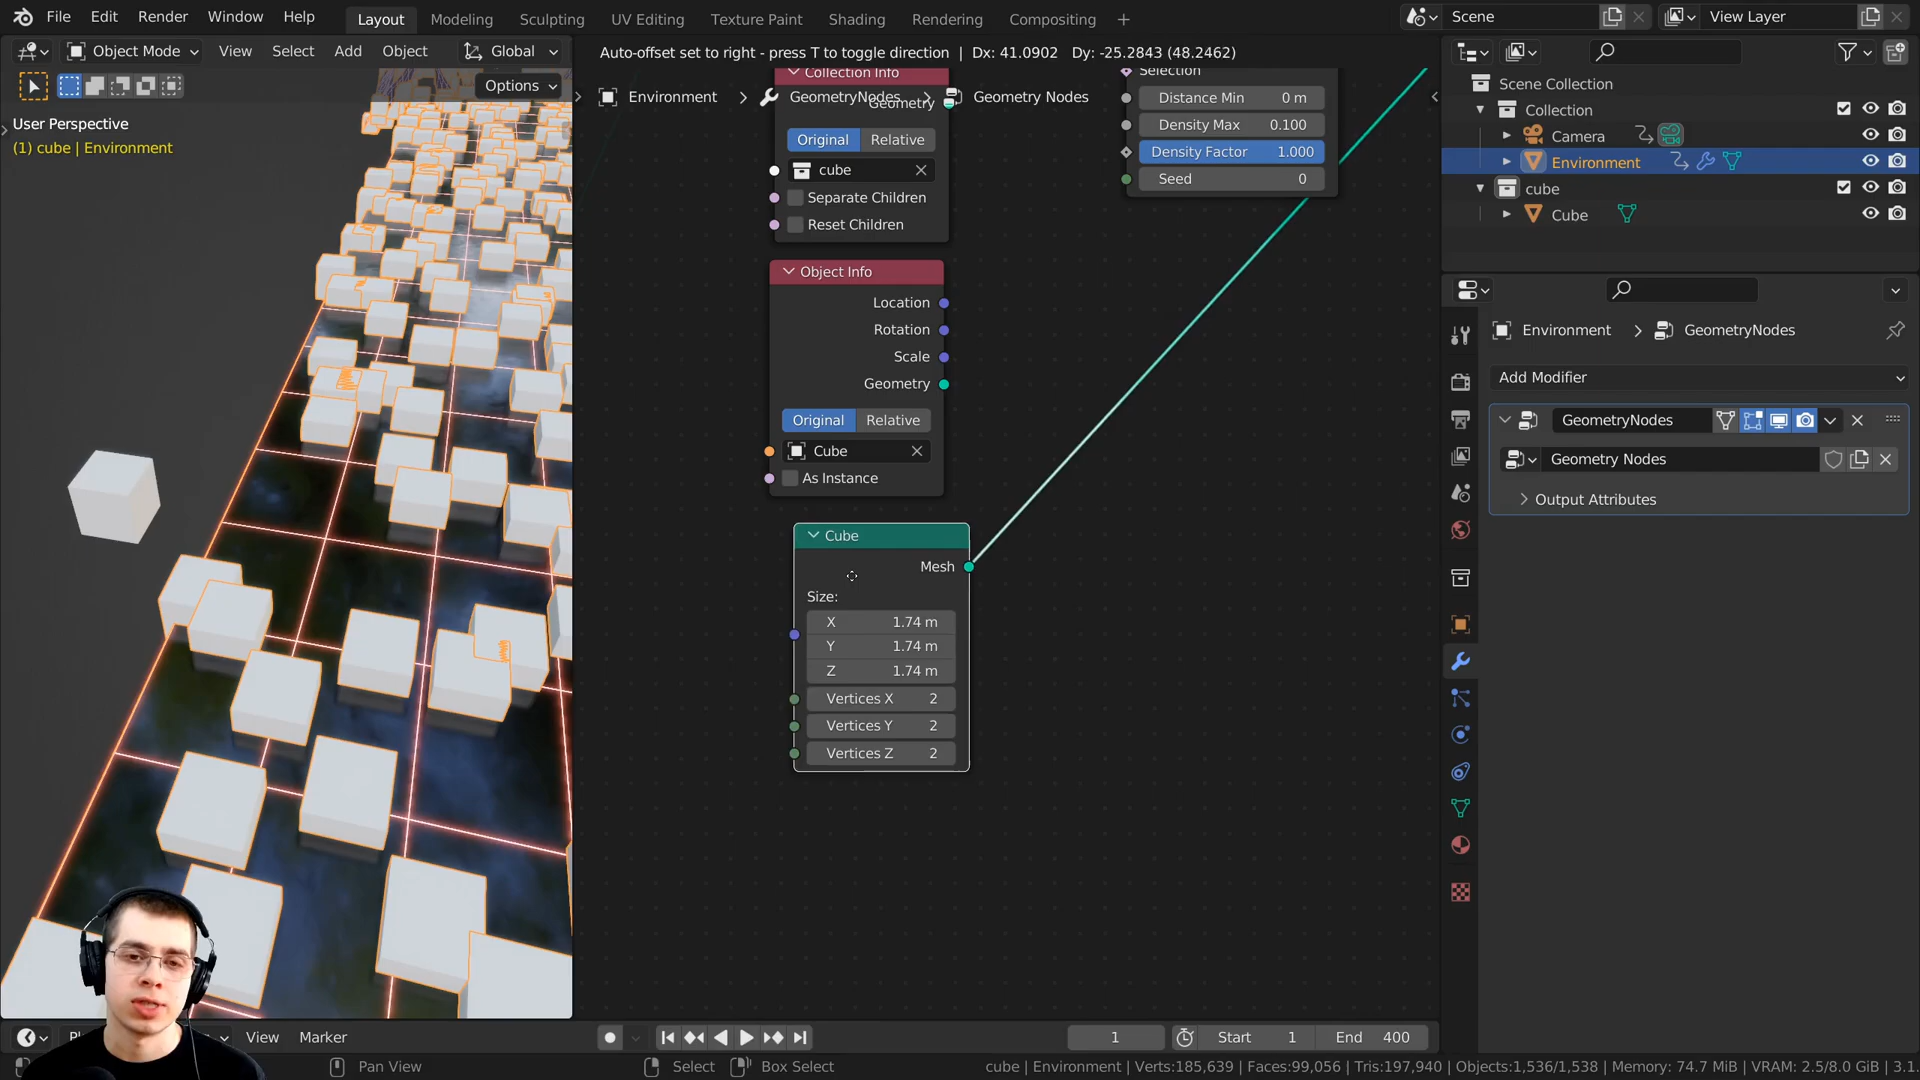 File Edit Render Window Help Layout Modeling Sculpting UV Editing Texture Paint Shading Rendering Compositing Scene View Layer
Object Mode View Select Add Object Global Auto-offset set to right - press T to toggle direction | Dx: 41.0902 Dy: -25.2843 (48.2462)
Options
User Perspective
(1) cube | Environment
Environment GeometryNodes Geometry Nodes
Collection Info
Geometry
Original Relative
cube
Separate Children
Reset Children
Selection
Distance Min 0 m
Density Max 0.100
Density Factor 1.000
Seed 0
Object Info
Location
Rotation
Scale
Geometry
Original Relative
Cube
As Instance
Cube
Mesh
Size:
X 1.74 m
Y 1.74 m
Z 1.74 m
Vertices X 2
Vertices Y 2
Vertices Z 2
Scene Collection
Collection
Camera
Environment
cube
Cube
Environment GeometryNodes
Add Modifier
GeometryNodes
Geometry Nodes
Output Attributes
View Marker 1 Start 1 End 400
Pan View Select Box Select cube | Environment | Verts:185,639 | Faces:99,056 | Tris:197,940 | Objects:1,536/1,538 | Memory: 74.7 MiB | VRAM: 2.5/8.0 GiB | 3.1.